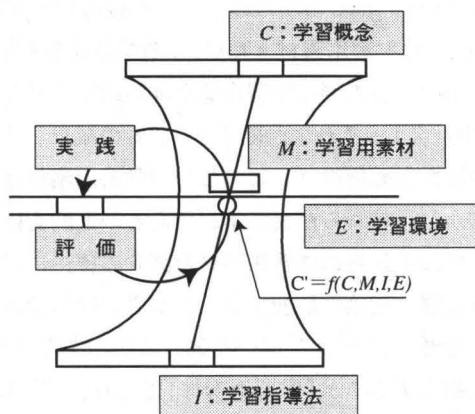 C：学習概念
実 践
M：学習用素材
E：学習環境
評 価
C'=f(C,M,I,E)
I：学習指導法